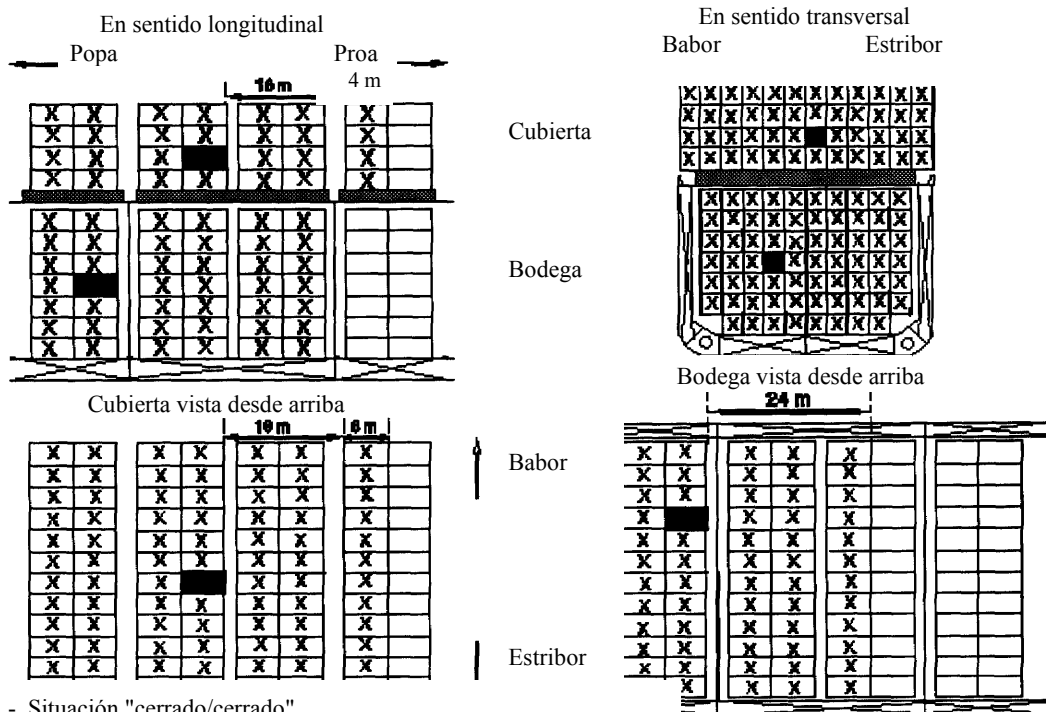 En sentido longitudinal
Popa Proa
4 m
16 m
En sentido transversal
Babor Estribor
Cubierta
Bodega
Cubierta vista desde arriba
Bodega vista desde arriba
24 m
6 m
Babor
Estribor
- Situación "cerrado/cerrado"